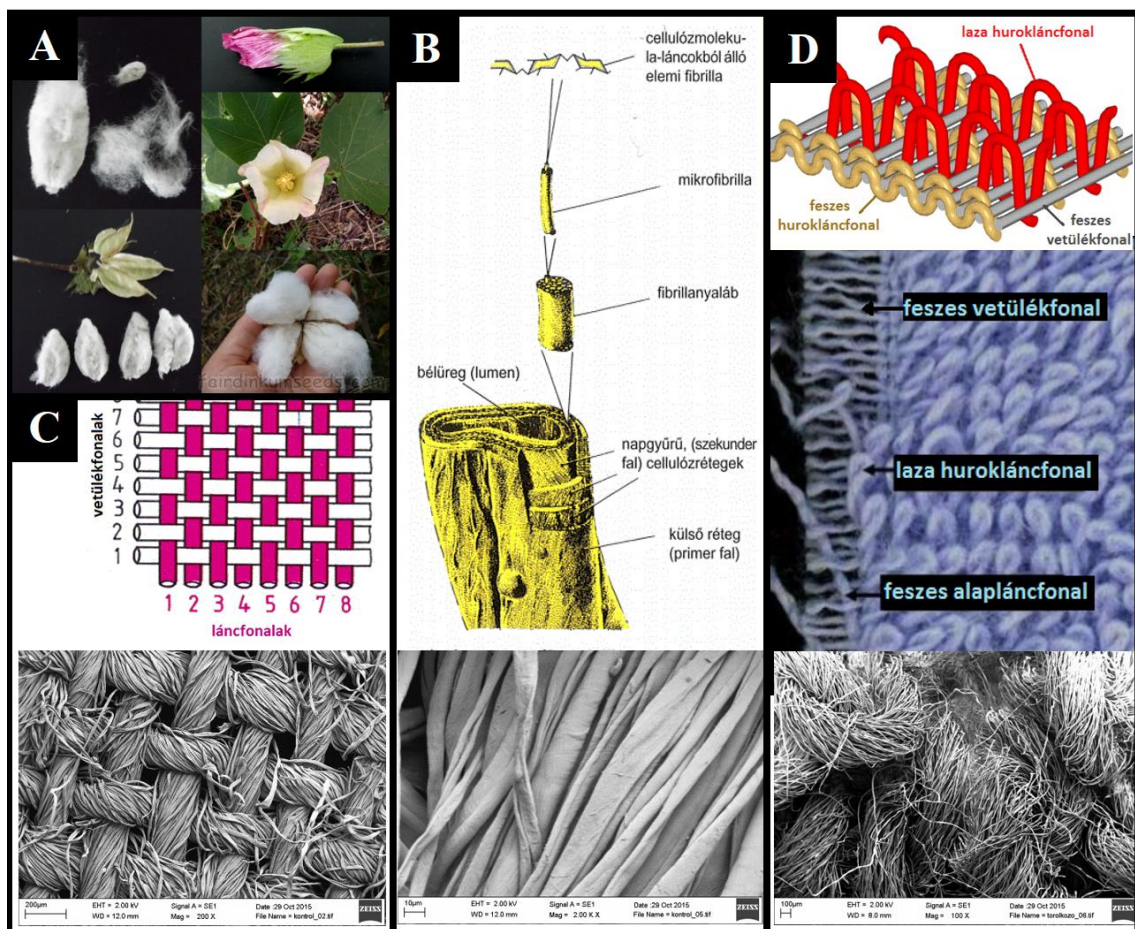 A
fairdinkumseeds.com
B
cellulózmoleku-
la-láncokból álló
elemi fibrilla
mikrofibrilla
fibrillanyaláb
bélüreg (lumen)
napgyűrű, (szekunder
fal) cellulózrétegek
külső réteg
(primer fal)
C
vetülékfonalak
7
6
5
4
3
2
1
1 2 3 4 5 6 7 8
láncfonalak
D
laza hurokláncfonal
feszes
hurokláncfonal
feszes
vetülékfonal
feszes vetülékfonal
laza hurokláncfonal
feszes alapláncfonal
200µm EHT = 2.00 kV Signal A = SE1 Date :29 Oct 2015 ZEISS
WD = 12.0 mm Mag = 200 X File Name = kontrol_02.tif
10µm EHT = 2.00 kV Signal A = SE1 Date :29 Oct 2015 ZEISS
WD = 12.0 mm Mag = 2.00 K X File Name = kontrol_05.tif
100µm EHT = 2.00 kV Signal A = SE1 Date :29 Oct 2015 ZEISS
WD = 8.0 mm Mag = 100 X File Name = torolkozo_06.tif